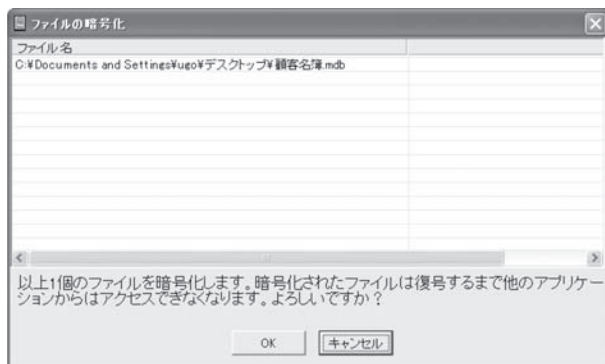 ファイルの暗号化
ファイル名
C:¥Documents and Settings¥ugo¥デスクトップ¥顧客名簿.mdb
以上1個のファイルを暗号化します。暗号化されたファイルは復号するまで他のアプリケー
ションからはアクセスできなくなります。よろしいですか？
OK キャンセル